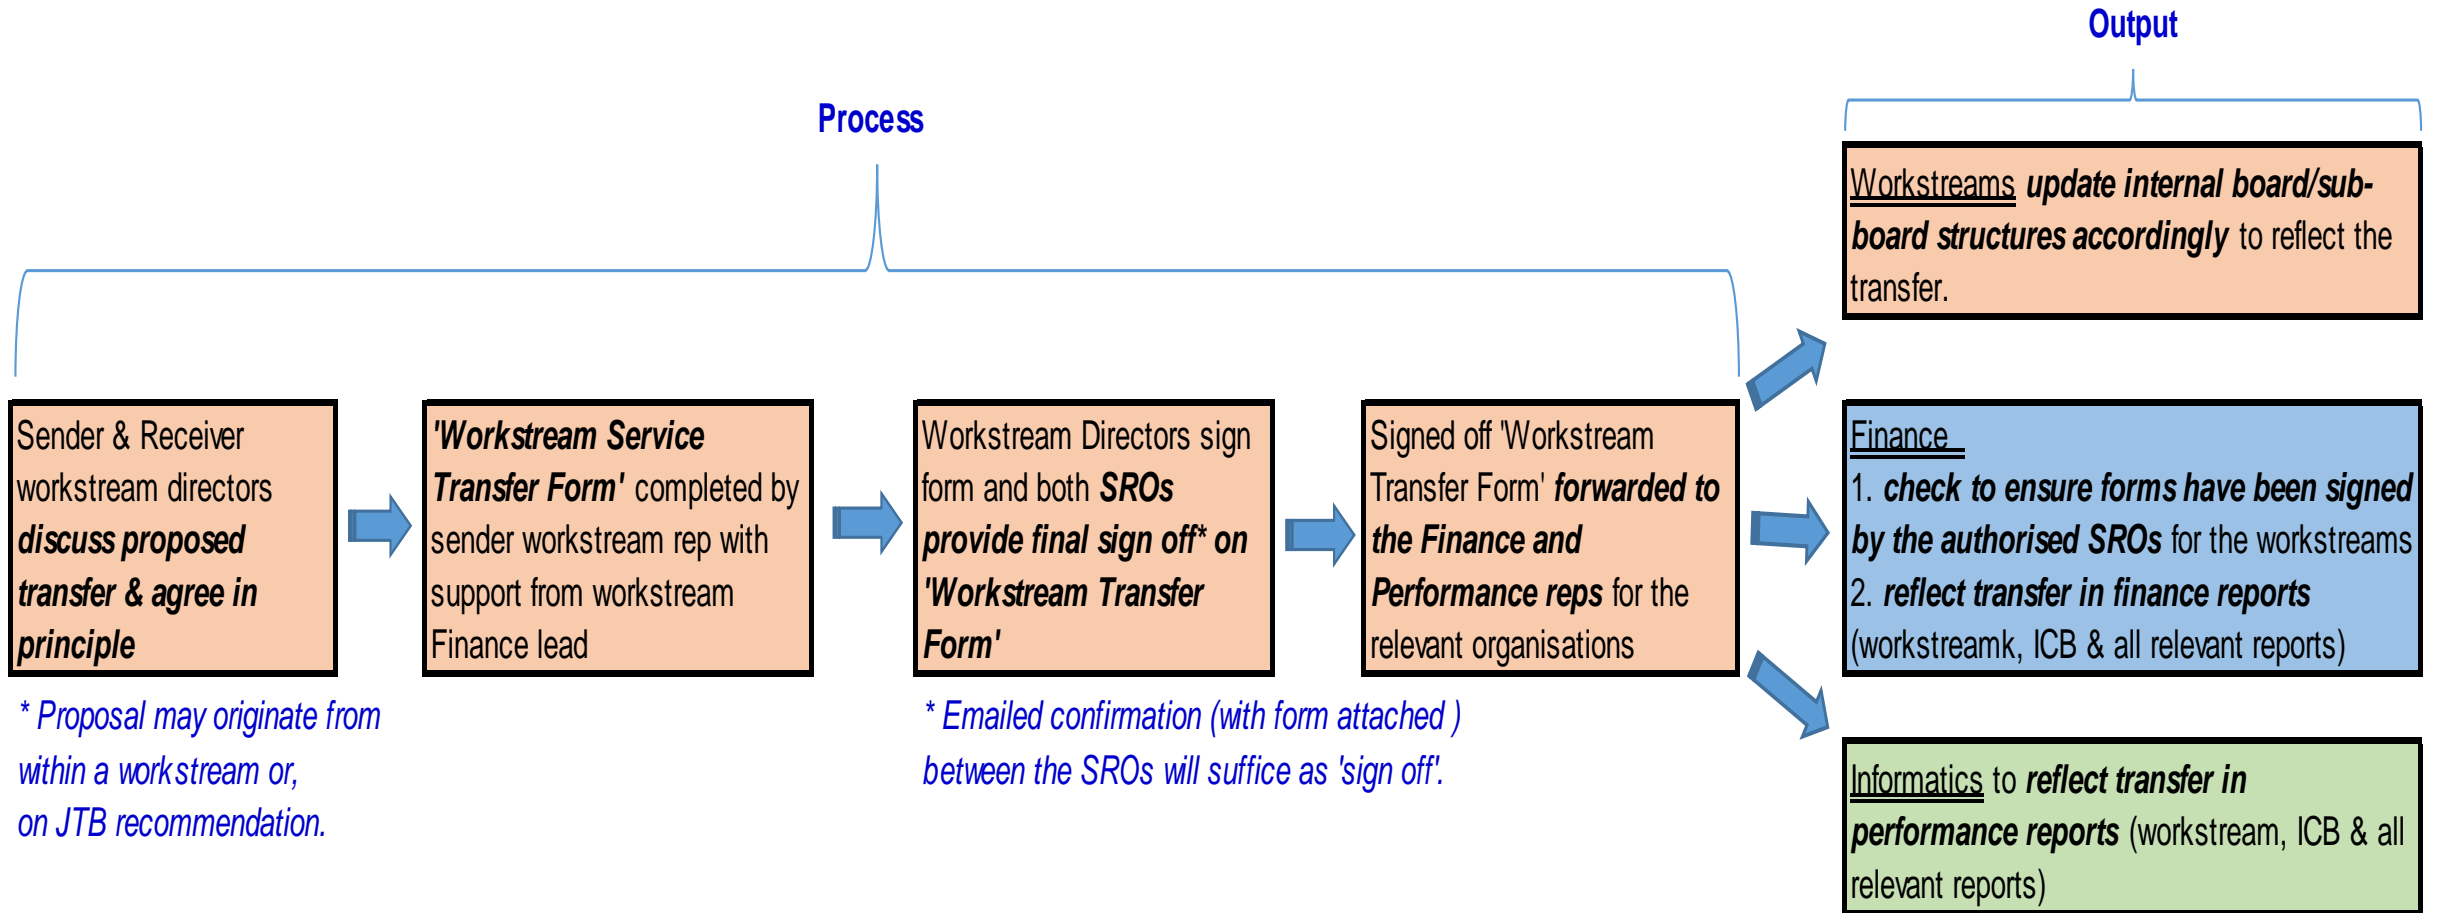 Output
Process
Workstreams update internal board/sub-
board structures accordingly to reflect the
transfer.
Sender & Receiver
workstream directors
discuss proposed
transfer & agree in
principle
* Proposal may originate from
within a workstream or,
on JTB recommendation.
'Workstream Service
Transfer Form' completed by
sender workstream rep with
support from workstream
Finance lead
Workstream Directors sign
form and both SROs
provide final sign off* on
'Workstream Transfer
Form'
* Emailed confirmation (with form attached )
between the SROs will suffice as 'sign off'.
Signed off 'Workstream
Transfer Form' forwarded to
the Finance and
Performance reps for the
relevant organisations
Finance
1. check to ensure forms have been signed
by the authorised SROs for the workstreams
2. reflect transfer in finance reports
(workstreamk, ICB & all relevant reports)
Informatics to reflect transfer in
performance reports (workstream, ICB & all
relevant reports)